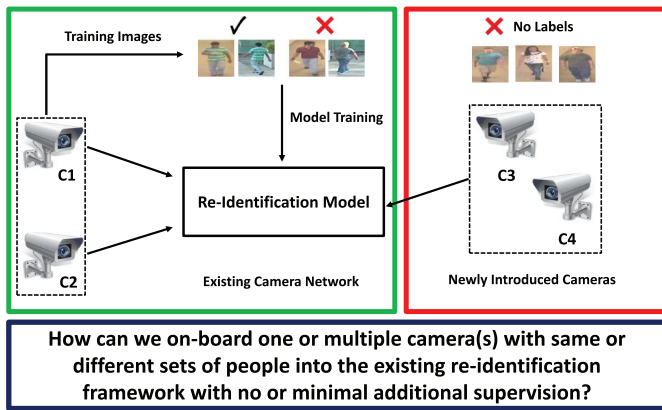 Training Images
No Labels
Model Training
C1
C3
Re-Identification Model
C4
C2
Existing Camera Network
Newly Introduced Cameras
How can we on-board one or multiple camera(s) with same or
different sets of people into the existing re-identification
framework with no or minimal additional supervision?